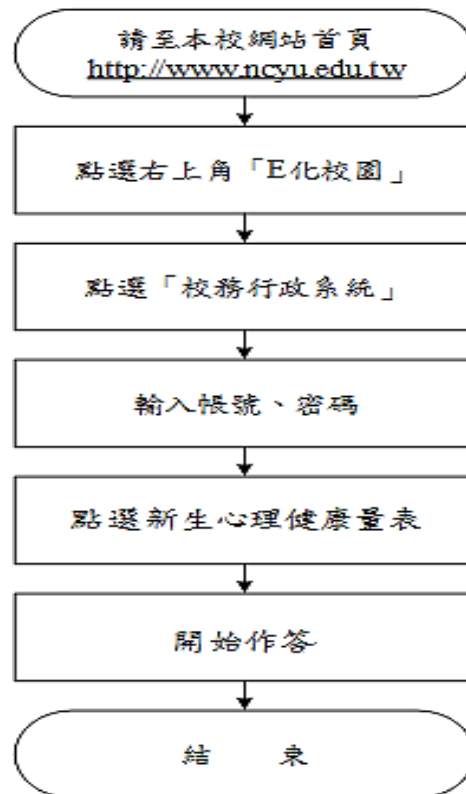 請至本校網站首頁
http://www.ncyu.edu.tw
點選右上角「E化校園」
點選「校務行政系統」
輸入帳號、密碼
點選新生心理健康量表
開始作答
結　　束